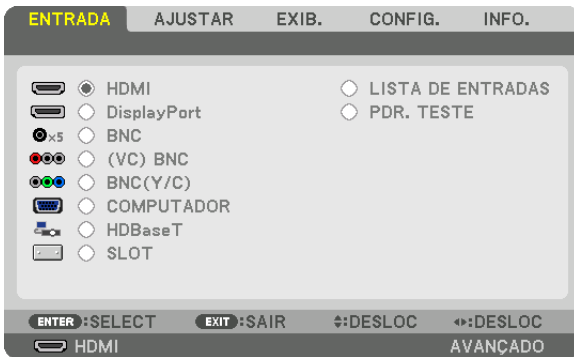 ENTRADA AJUSTAR EXIB. CONFIG. INFO.
HDMI
DisplayPort
×5 BNC
(VC) BNC
BNC(Y/C)
COMPUTADOR
HDBaseT
SLOT
LISTA DE ENTRADAS
PDR. TESTE
ENTER :SELECT EXIT :SAIR :DESLOC :DESLOC
HDMI AVANÇADO